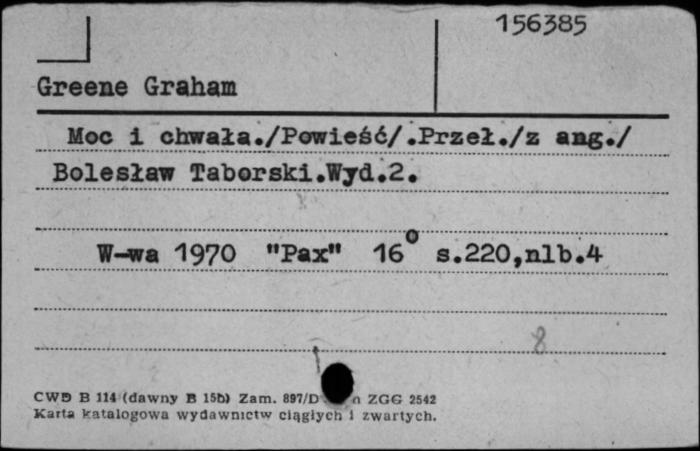 156385
Greene Graham
Moc i chwała./Powieść/.Przeł./z ang./
Bolesław Taborski.Wyd.2.
W-wa 1970 "Pax" 16° s.220,nlb.4
8
CWD B 114 (dawny B 15b) Zam. 897/D ZGG 2542
Karta katalogowa wydawnictw ciągłych i zwartych.